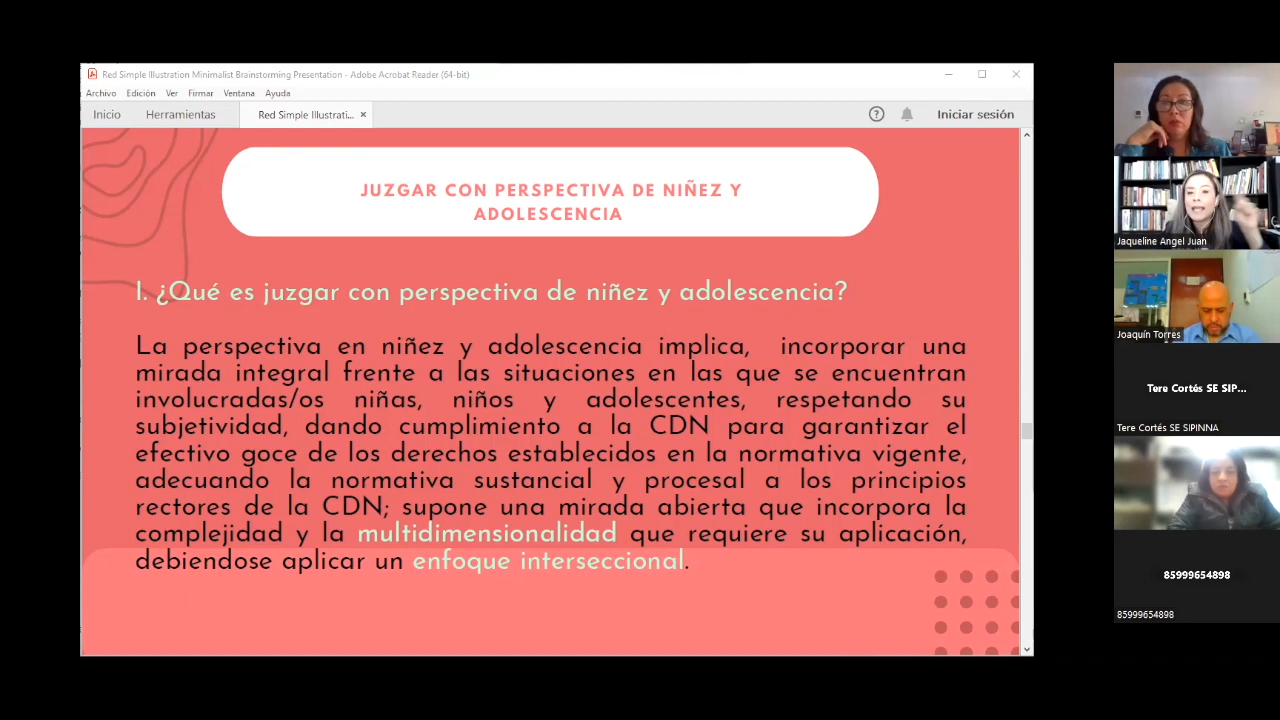 Red Simple Illustration Minimalist Brainstorming Presentation - Adobe Acrobat Reader (64-bit)
Archivo Edición Ver Firmar Ventana Ayuda
Inicio Herramientas Red Simple Illustrati... × Iniciar sesión
JUZGAR CON PERSPECTIVA DE NIÑEZ Y
ADOLESCENCIA
I. ¿Qué es juzgar con perspectiva de niñez y adolescencia?
La perspectiva en niñez y adolescencia implica, incorporar una
mirada integral frente a las situaciones en las que se encuentran
involucradas/os niñas, niños y adolescentes, respetando su
subjetividad, dando cumplimiento a la CDN para garantizar el
efectivo goce de los derechos establecidos en la normativa vigente,
adecuando la normativa sustancial y procesal a los principios
rectores de la CDN; supone una mirada abierta que incorpora la
complejidad y la multidimensionalidad que requiere su aplicación,
debiendose aplicar un enfoque interseccional.
Jaqueline Angel Juan
Joaquín Torres
Tere Cortés SE SIP...
Tere Cortés SE SIPINNA
85999654898
85999654898